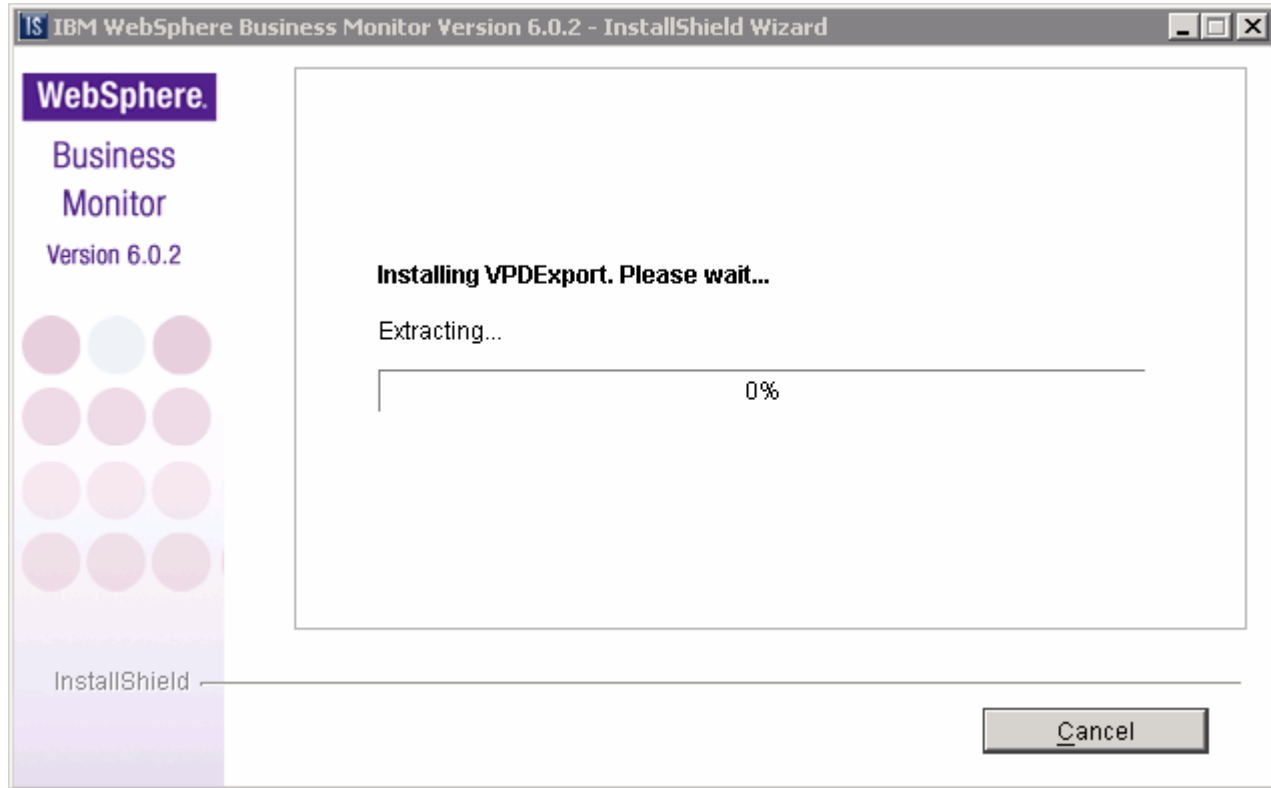 IS IBM WebSphere Business Monitor Version 6.0.2 - InstallShield Wizard
WebSphere.
Business
Monitor
Version 6.0.2
Installing VPDExport. Please wait...
Extracting...
0%
InstallShield
Cancel